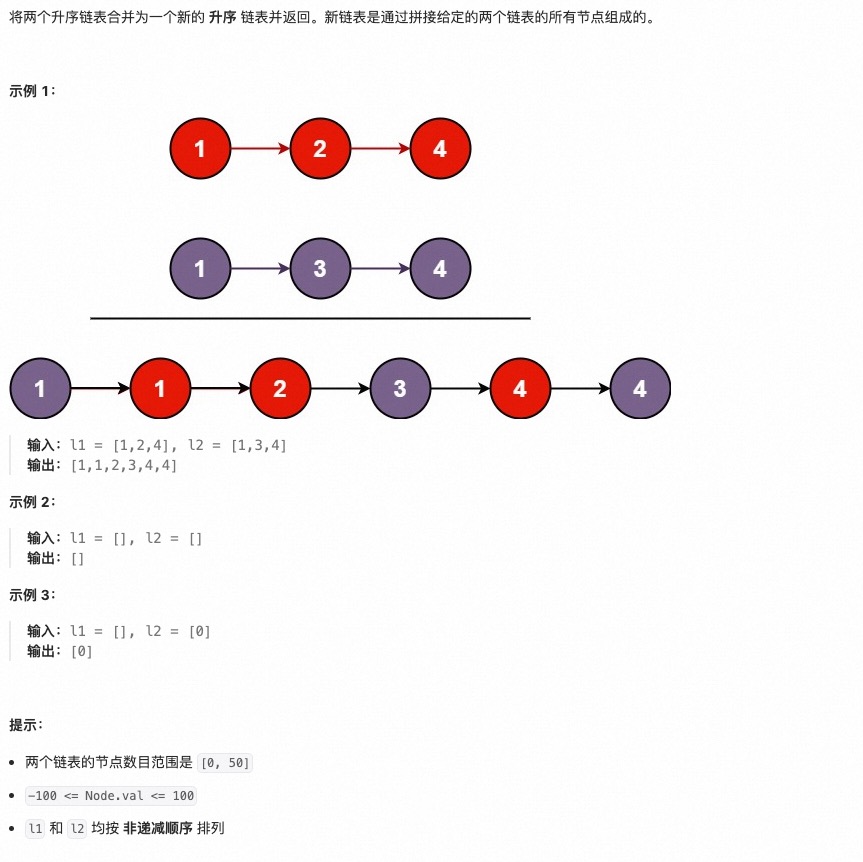 将两个升序链表合并为一个新的 升序 链表并返回。新链表是通过拼接给定的两个链表的所有节点组成的。
示例 1：
1 2 4
1 3 4
1 1 2 3 4 4
输入：l1 = [1,2,4], l2 = [1,3,4]
输出：[1,1,2,3,4,4]
示例 2：
输入：l1 = [], l2 = []
输出：[]
示例 3：
输入：l1 = [], l2 = [0]
输出：[0]
提示：
• 两个链表的节点数目范围是 [0, 50]
• -100 <= Node.val <= 100
• l1 和 l2 均按 非递减顺序 排列